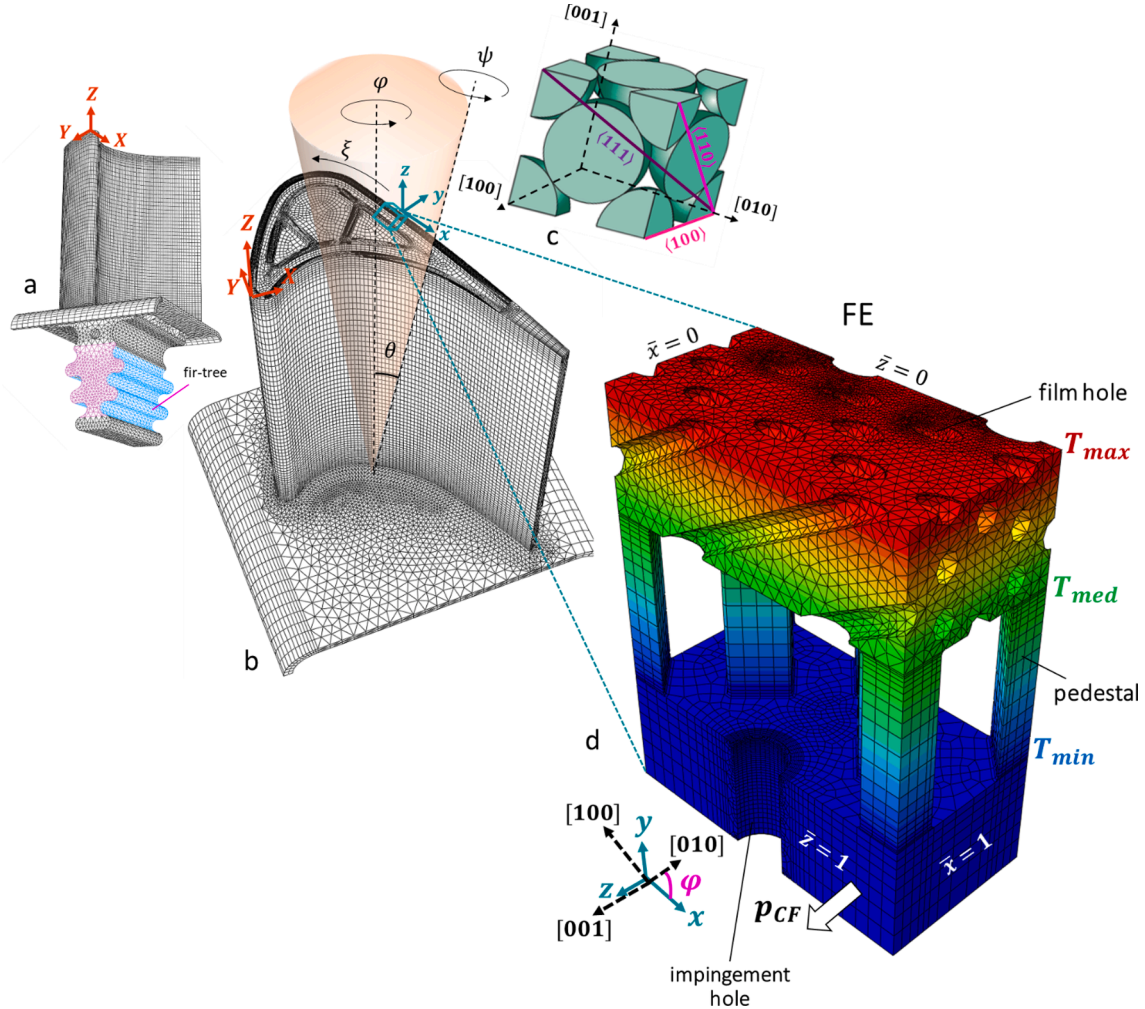 Z
Y
X
a
fir-tree
φ
ψ
ξ
z
y
x
Z
Y
X
θ
b
[001]
⟨111⟩
⟨110⟩
[100]
[010]
⟨100⟩
c
FE
x̄ = 0
z̄ = 0
film hole
T_max
T_med
pedestal
T_min
d
z̄ = 1
x̄ = 1
p_CF
[100]
y
[010]
φ
z
x
[001]
impingement
hole